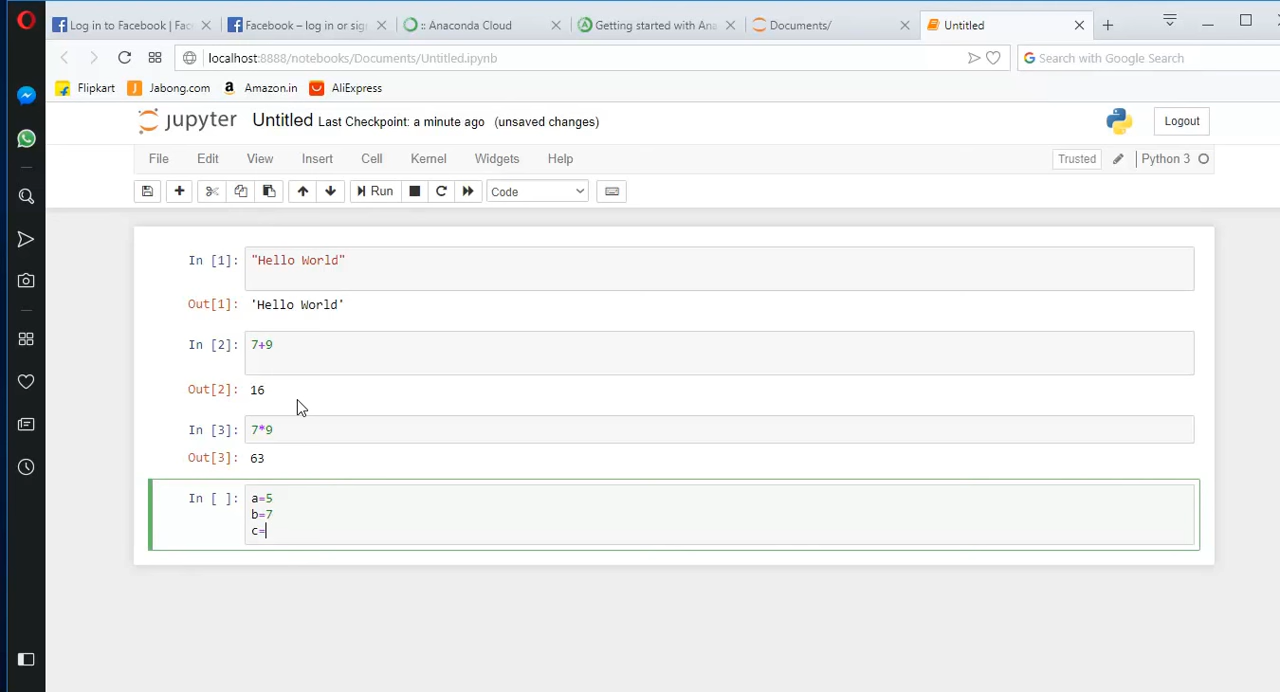 Log in to Facebook | Fac
Facebook – log in or sig
:: Anaconda Cloud
Getting started with Ana
Documents/
Untitled
localhost:8888/notebooks/Documents/Untitled.ipynb
Search with Google Search
Flipkart
Jabong.com
Amazon.in
AliExpress
jupyter Untitled Last Checkpoint: a minute ago (unsaved changes)
Logout
File Edit View Insert Cell Kernel Widgets Help
Trusted
Python 3
Run
Code
In [1]: "Hello World"
Out[1]: 'Hello World'
In [2]: 7+9
Out[2]: 16
In [3]: 7*9
Out[3]: 63
In [ ]: a=5
b=7
c=